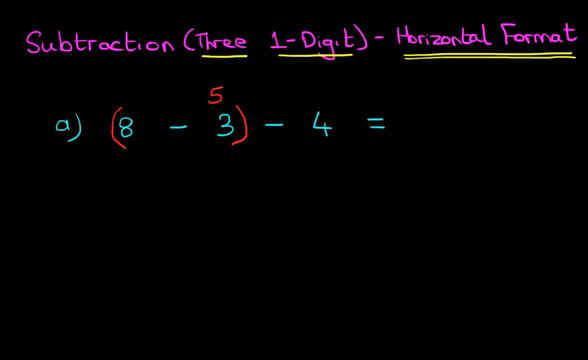 Subtraction (Three 1-Digit) - Horizontal Format
5
a) (8 - 3) - 4 =